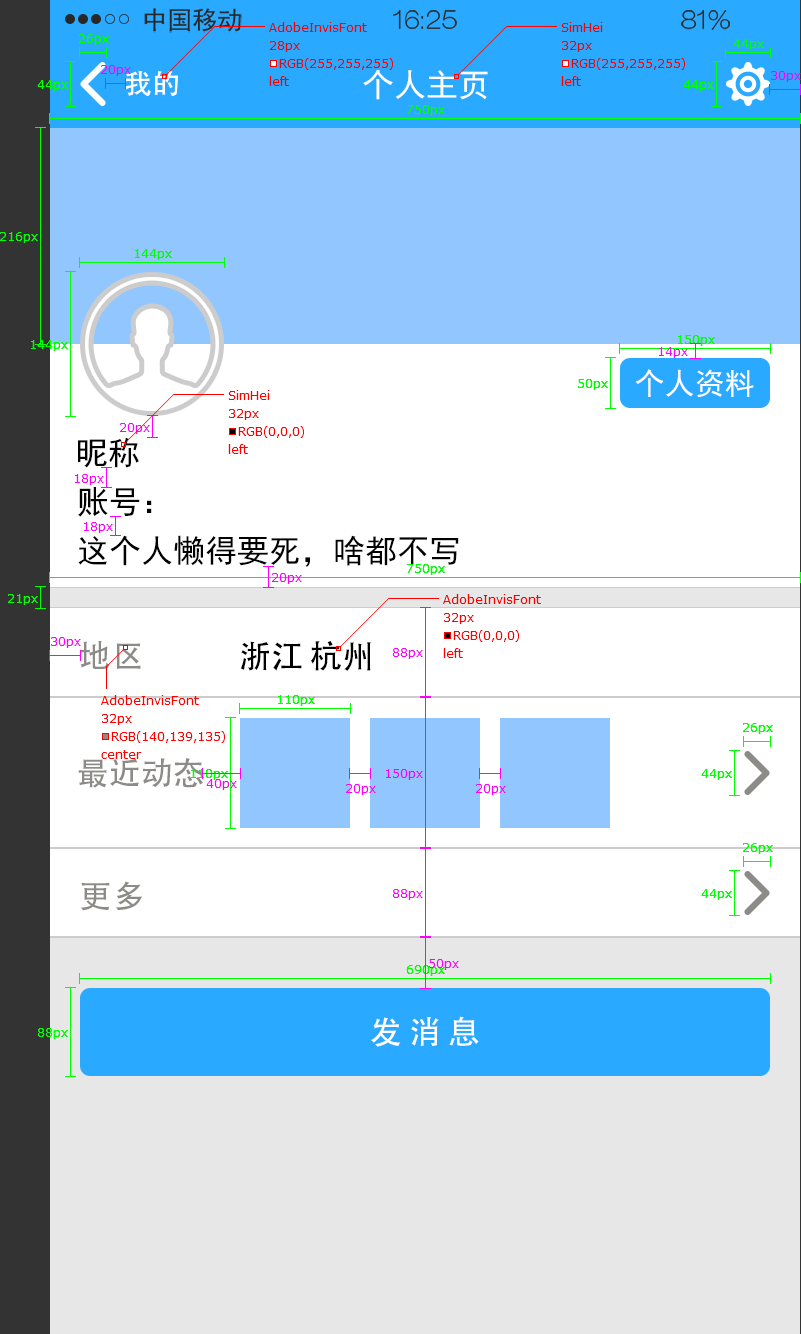 中国移动 16:25 81%
AdobeInvisFont
28px
RGB(255,255,255)
left
SimHei
32px
RGB(255,255,255)
left
26px
44px
20px
我的
个人主页
44px
44px
30px
750px
216px
144px
144px
150px
14px
50px
个人资料
SimHei
32px
RGB(0,0,0)
left
20px
昵称
18px
账号：
18px
这个人懒得要死，啥都不写
750px
20px
21px
AdobeInvisFont
32px
RGB(0,0,0)
left
30px
地区
浙江 杭州
88px
AdobeInvisFont
32px
RGB(140,139,135)
center
110px
最近动态
110px
40px
20px
150px
20px
26px
44px
更多
88px
26px
44px
50px
690px
88px
发 消 息